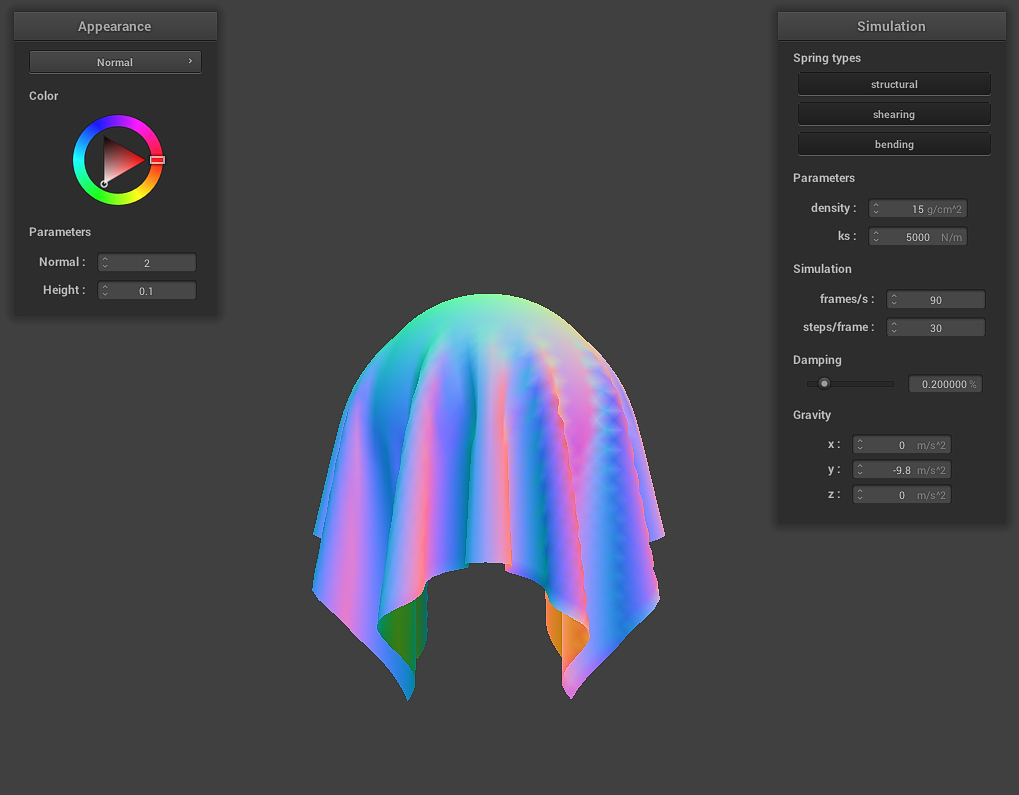 Appearance
Normal
Color
Parameters
Normal : 2
Height : 0.1
Simulation
Spring types
structural
shearing
bending
Parameters
density : 15 g/cm^2
ks : 5000 N/m
Simulation
frames/s : 90
steps/frame : 30
Damping
0.200000 %
Gravity
x : 0 m/s^2
y : -9.8 m/s^2
z : 0 m/s^2